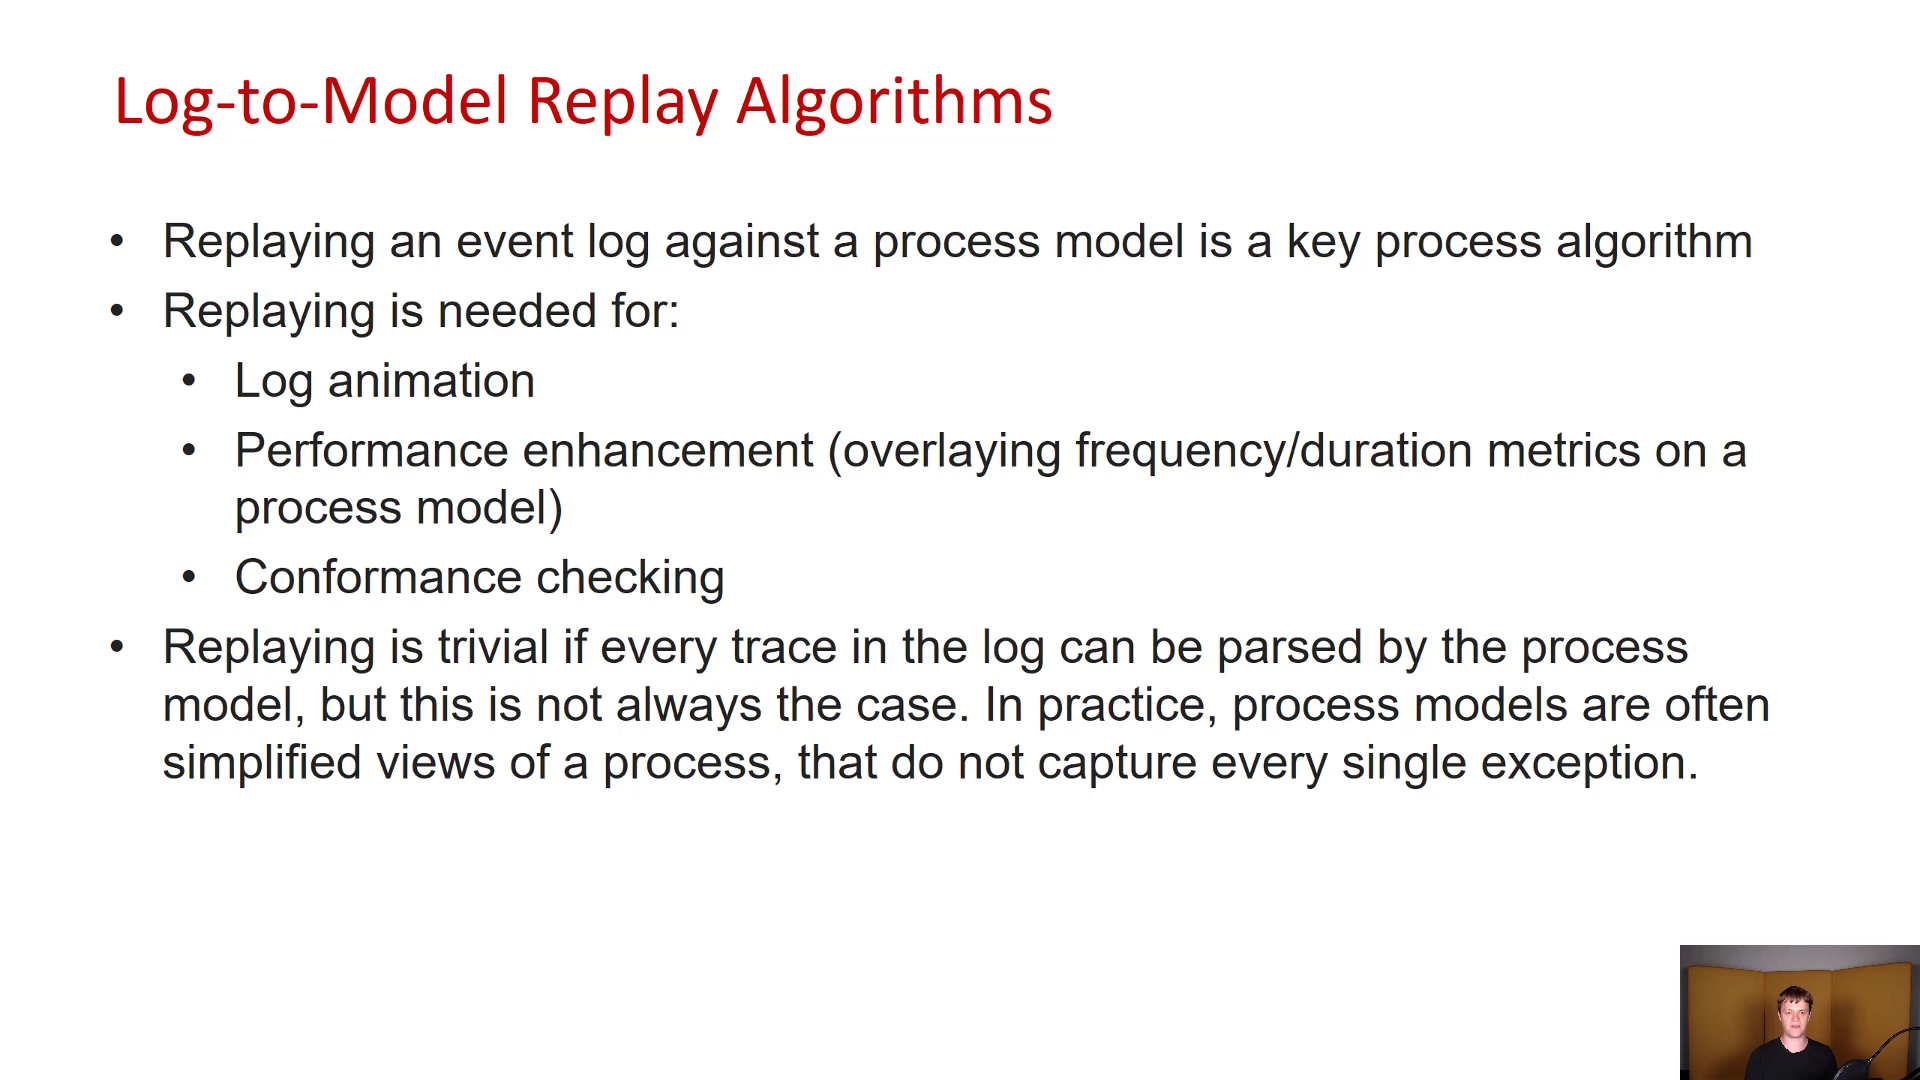 Log-to-Model Replay Algorithms
• Replaying an event log against a process model is a key process algorithm
• Replaying is needed for:
• Log animation
• Performance enhancement (overlaying frequency/duration metrics on a
process model)
• Conformance checking
• Replaying is trivial if every trace in the log can be parsed by the process
model, but this is not always the case. In practice, process models are often
simplified views of a process, that do not capture every single exception.